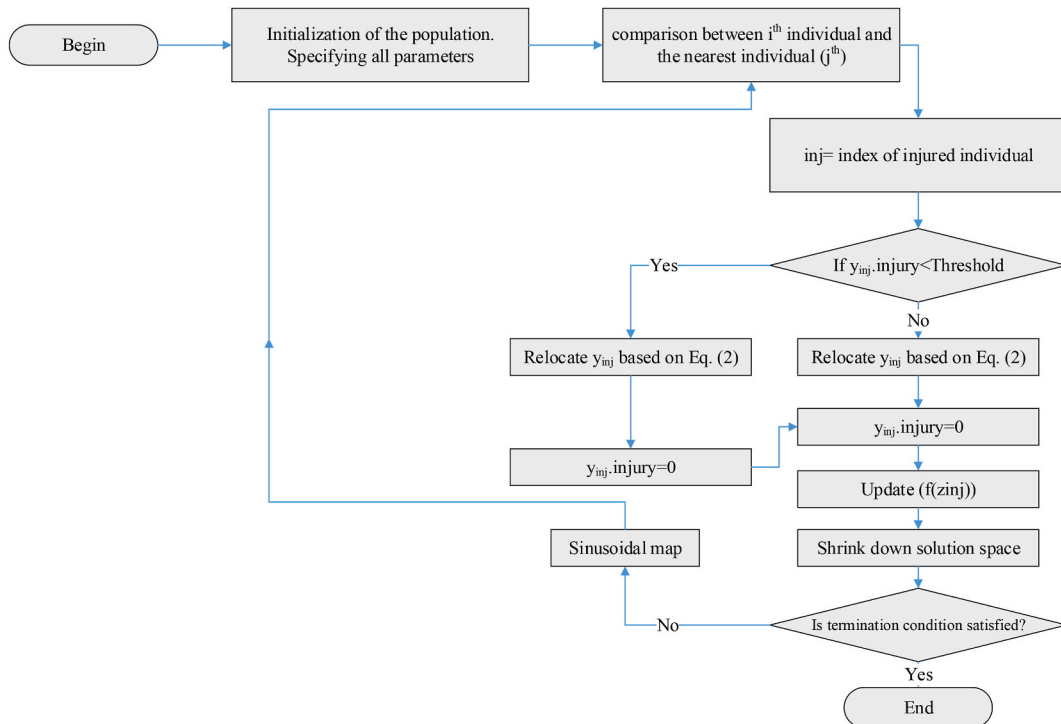 Begin
Initialization of the population.
Specifying all parameters
comparison between iᵗʰ individual and
the nearest individual (jᵗʰ)
inj= index of injured individual
If yᵢₙⱼ.injury<Threshold
Yes
No
Relocate yᵢₙⱼ based on Eq. (2)
Relocate yᵢₙⱼ based on Eq. (2)
yᵢₙⱼ.injury=0
yᵢₙⱼ.injury=0
Update (f(zinj))
Sinusoidal map
Shrink down solution space
No
Is termination condition satisfied?
Yes
End